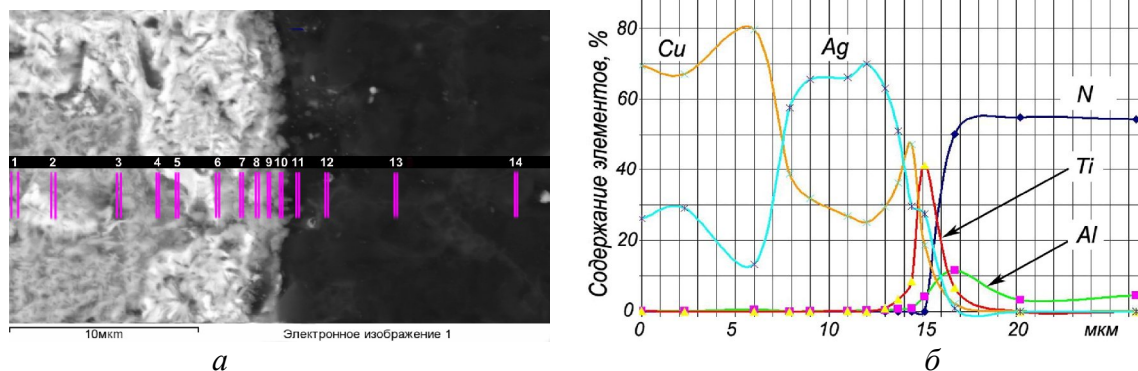 1 2 3 4 5 6 7 8 9 10 11 12 13 14
10мкm
Электронное изображение 1
а
Содержание элементов, %
80
60
40
20
0
Cu
Ag
N
Ti
Al
0 5 10 15 20 мкм
б